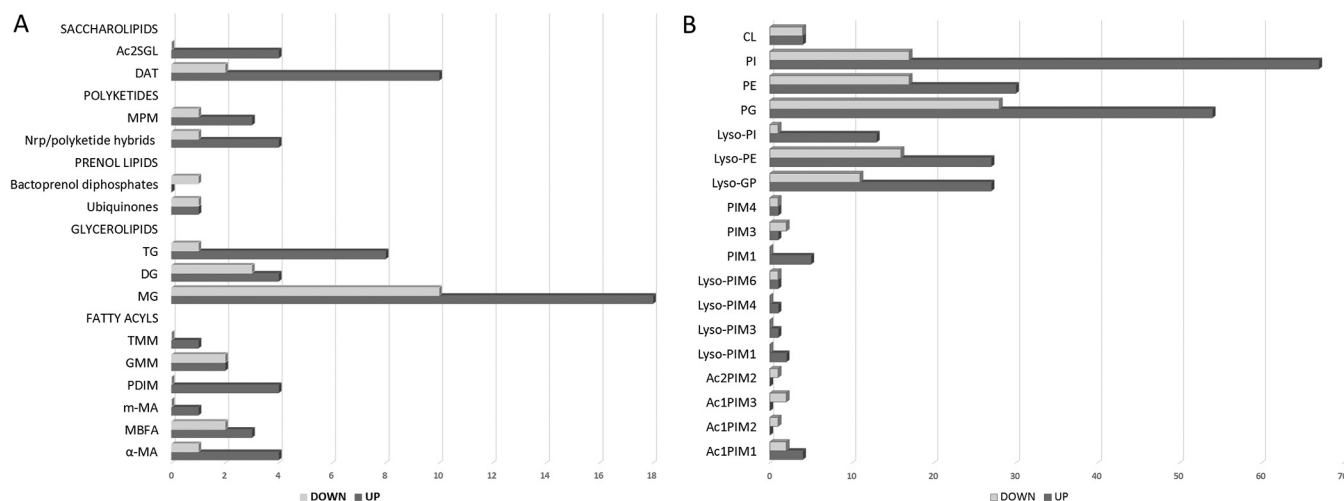 A
SACCHAROLIPIDS
Ac2SGL
DAT
POLYKETIDES
MPM
Nrp/polyketide hybrids
PRENOL LIPIDS
Bactoprenol diphosphates
Ubiquinones
GLYCEROLIPIDS
TG
DG
MG
FATTY ACYLS
TMM
GMM
PDIM
m-MA
MBFA
α-MA
0 2 4 6 8 10 12 14 16 18
DOWN UP
B
CL
PI
PE
PG
Lyso-PI
Lyso-PE
Lyso-GP
PIM4
PIM3
PIM1
Lyso-PIM6
Lyso-PIM4
Lyso-PIM3
Lyso-PIM1
Ac2PIM2
Ac1PIM3
Ac1PIM2
Ac1PIM1
0 10 20 30 40 50 60 70
DOWN UP